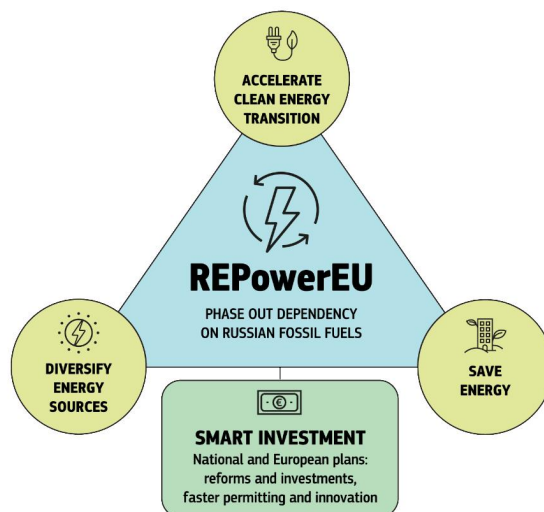 ACCELERATE
CLEAN ENERGY
TRANSITION
REPowerEU
PHASE OUT DEPENDENCY
ON RUSSIAN FOSSIL FUELS
DIVERSIFY
ENERGY
SOURCES
SAVE
ENERGY
€
SMART INVESTMENT
National and European plans:
reforms and investments,
faster permitting and innovation